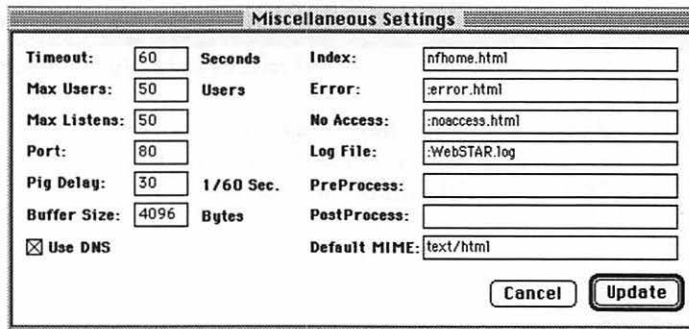 Miscellaneous Settings
Timeout: 60 Seconds Index: nfhome.html
Max Users: 50 Users Error: :error.html
Max Listens: 50 No Access: :noaccess.html
Port: 80 Log File: :WebSTAR.log
Pig Delay: 30 1/60 Sec. PreProcess:
Buffer Size: 4096 Bytes PostProcess:
Use DNS Default MIME: text/html
Cancel Update